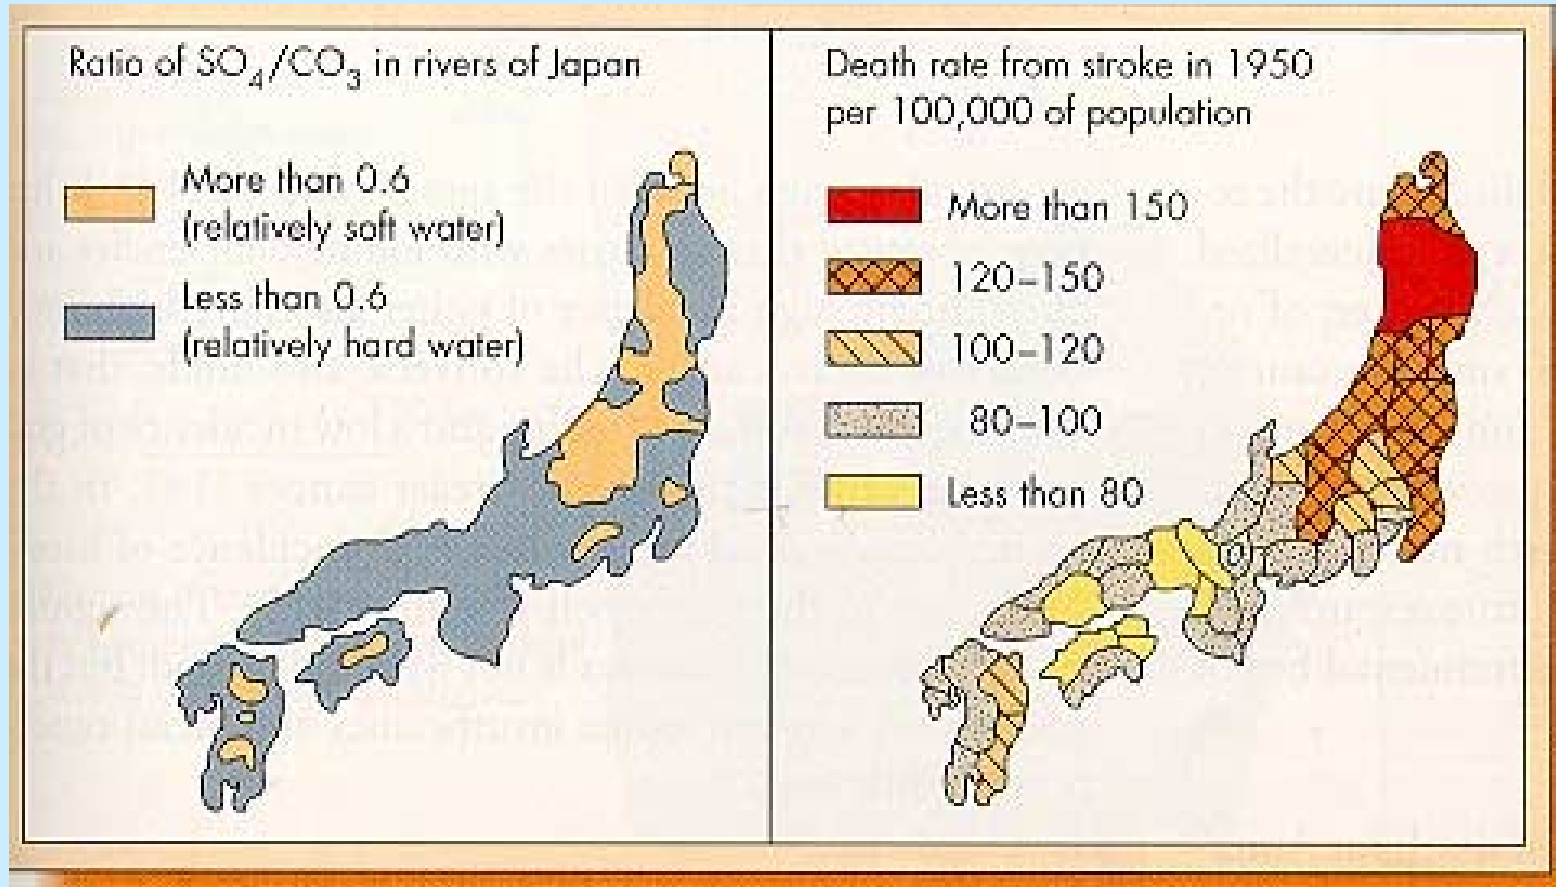 Ratio of SO₄/CO₃ in rivers of Japan
More than 0.6
(relatively soft water)
Less than 0.6
(relatively hard water)
Death rate from stroke in 1950
per 100,000 of population
More than 150
120–150
100–120
80–100
Less than 80